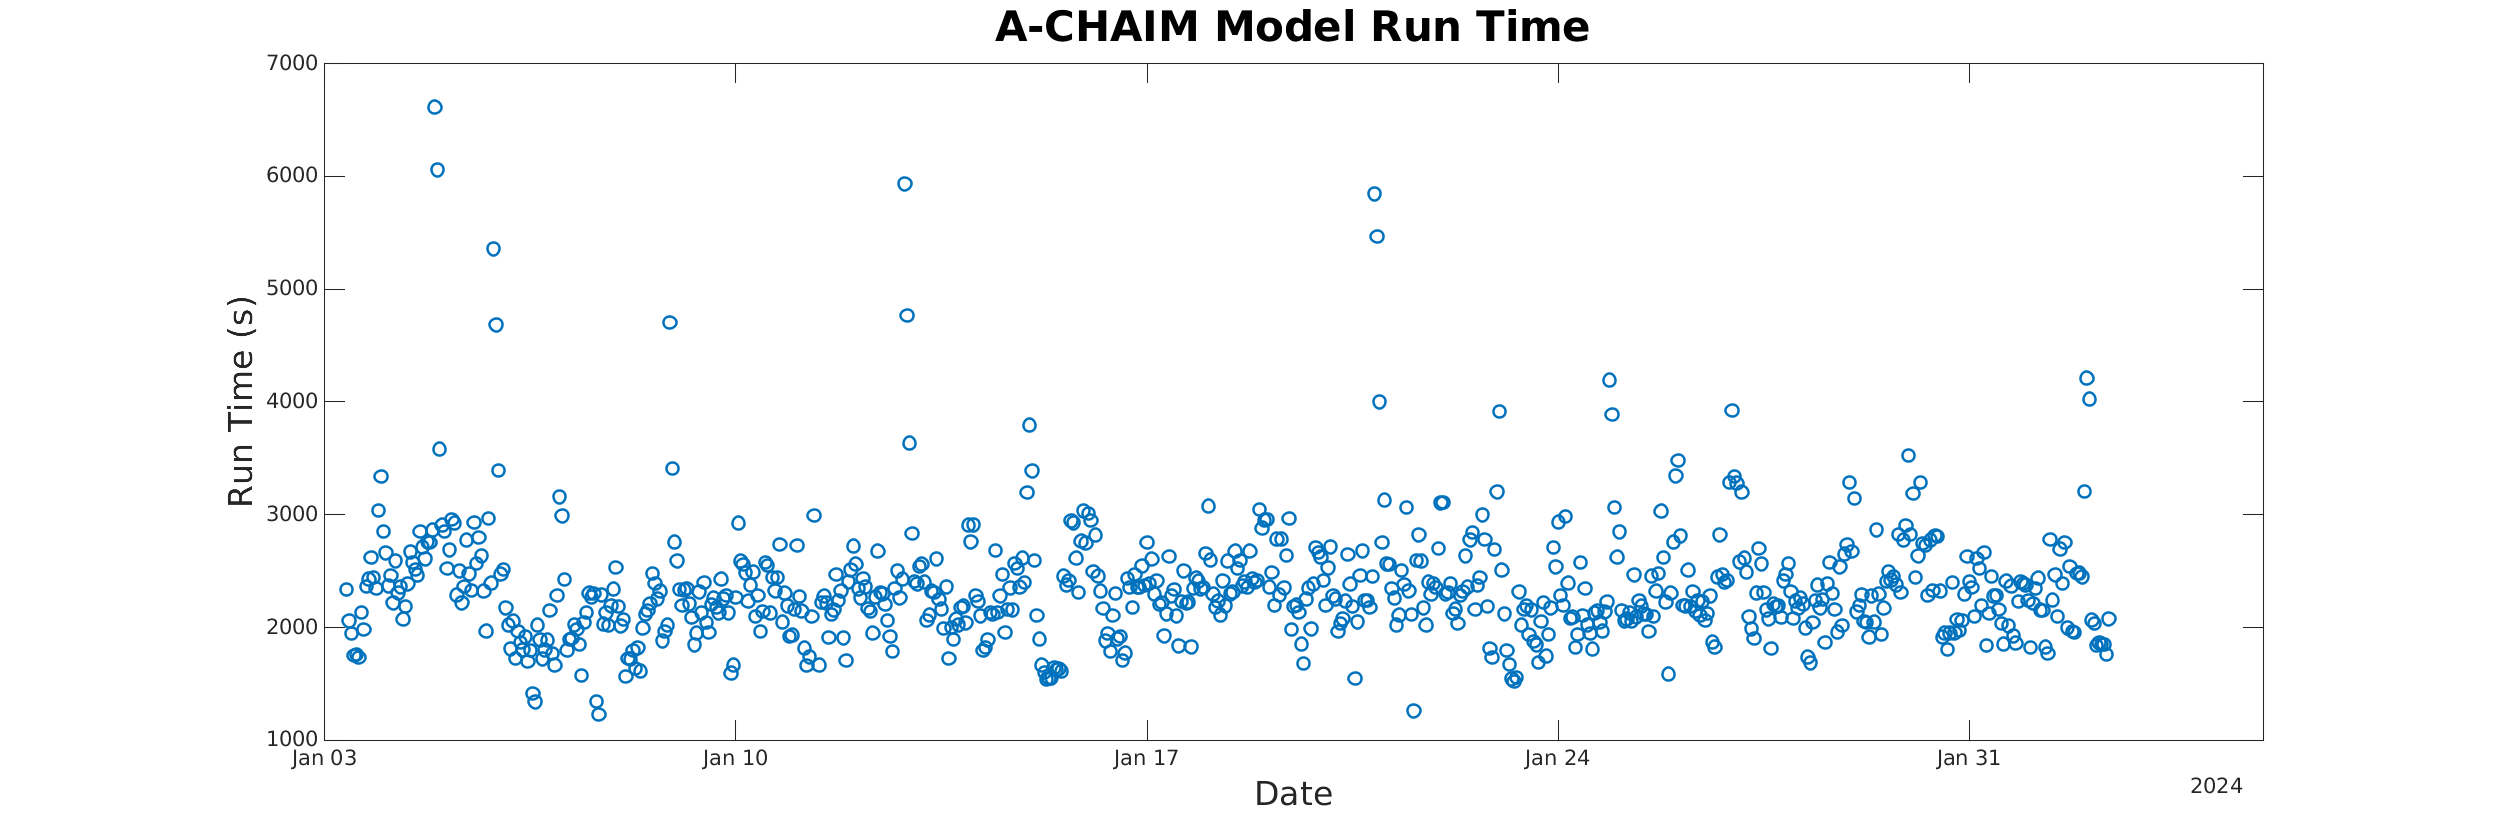 A-CHAIM Model Run Time
7000
6000
5000
4000
3000
2000
1000
Run Time (s)
Jan 03
Jan 10
Jan 17
Jan 24
Jan 31
2024
Date